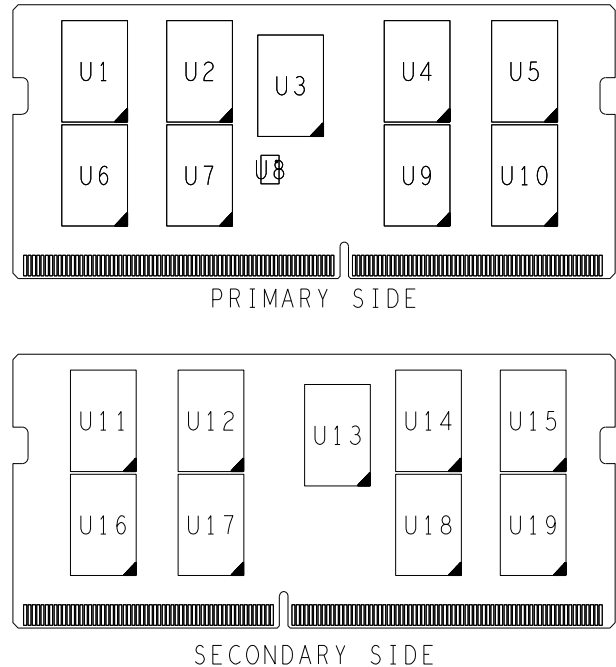 U1 U2 U3 U4 U5
U6 U7 U8 U9 U10
PRIMARY SIDE
U11 U12 U13 U14 U15
U16 U17 U18 U19
SECONDARY SIDE